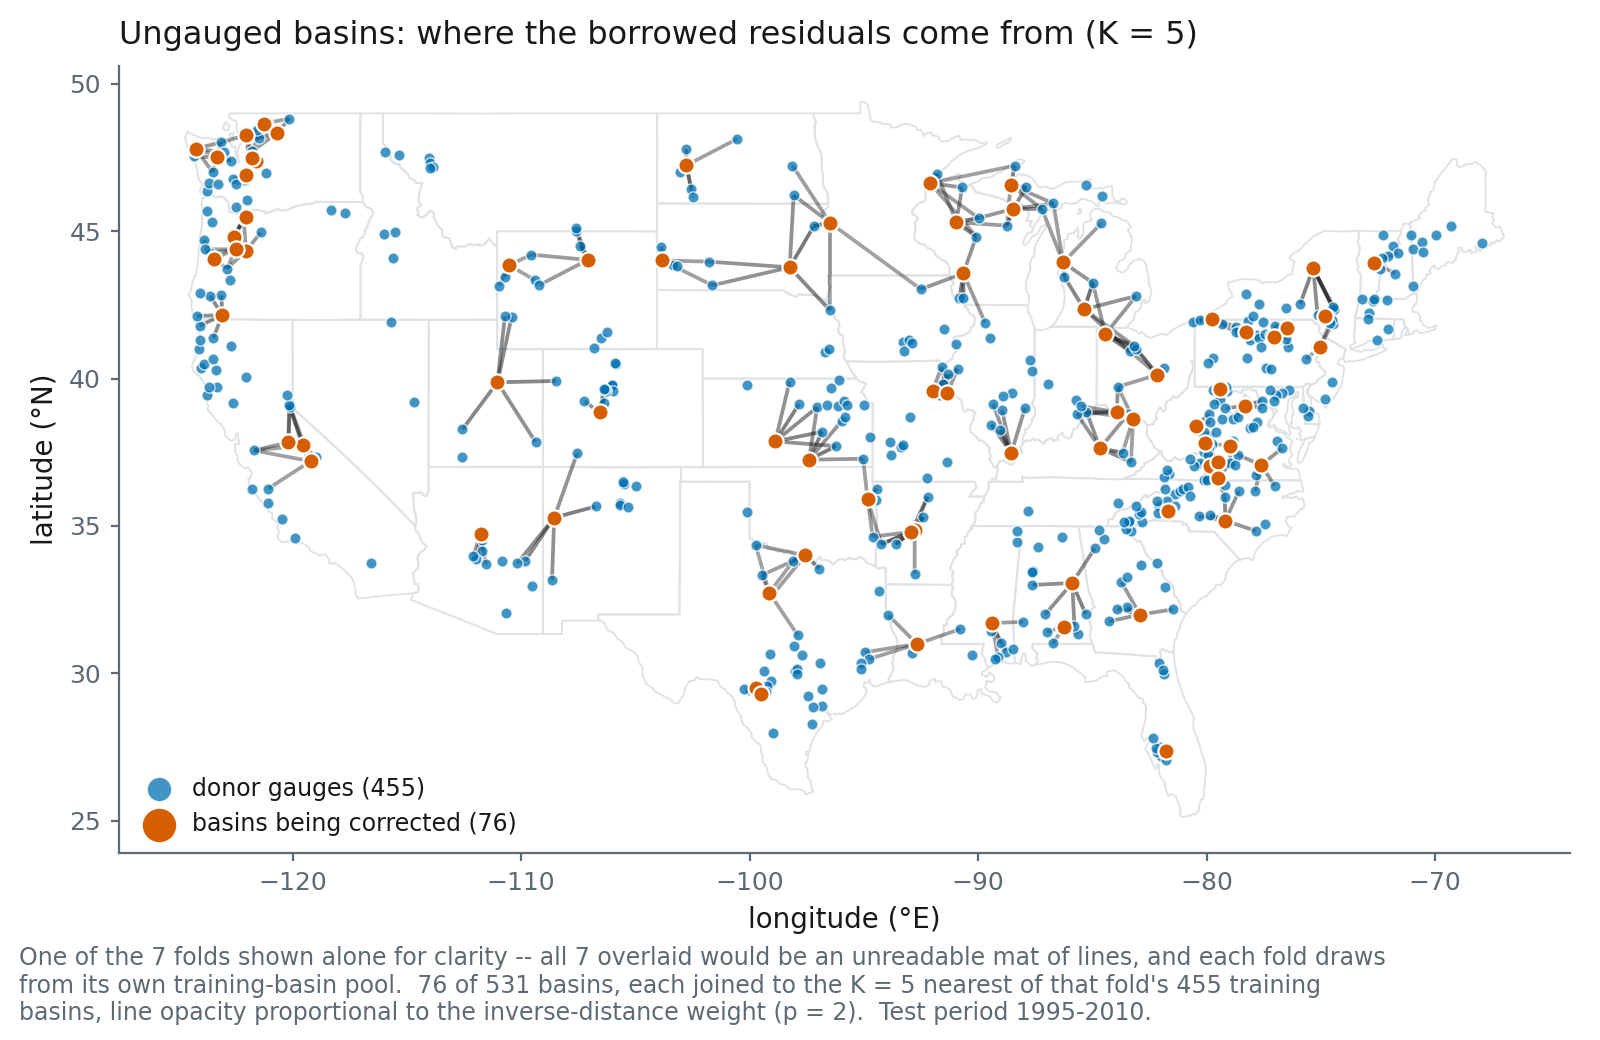 Ungauged basins: where the borrowed residuals come from (K = 5)
50
45
40
35
30
25
latitude (°N)
donor gauges (455)
basins being corrected (76)
−120
−110
−100
−90
−80
−70
longitude (°E)
One of the 7 folds shown alone for clarity -- all 7 overlaid would be an unreadable mat of lines, and each fold draws
from its own training-basin pool.  76 of 531 basins, each joined to the K = 5 nearest of that fold's 455 training
basins, line opacity proportional to the inverse-distance weight (p = 2).  Test period 1995-2010.